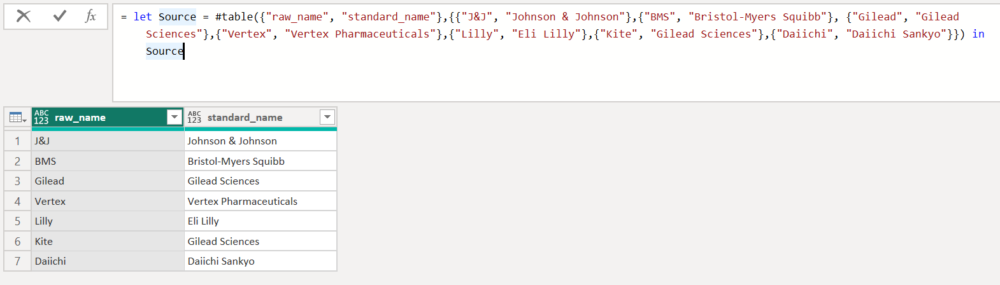 fx = let Source = #table({"raw_name", "standard_name"},{{"J&J", "Johnson & Johnson"},{"BMS", "Bristol-Myers Squibb"}, {"Gilead", "Gilead
Sciences"},{"Vertex", "Vertex Pharmaceuticals"},{"Lilly", "Eli Lilly"},{"Kite", "Gilead Sciences"},{"Daiichi", "Daiichi Sankyo"}}) in
Source
ABC 123 raw_name ABC 123 standard_name
1 J&J Johnson & Johnson
2 BMS Bristol-Myers Squibb
3 Gilead Gilead Sciences
4 Vertex Vertex Pharmaceuticals
5 Lilly Eli Lilly
6 Kite Gilead Sciences
7 Daiichi Daiichi Sankyo